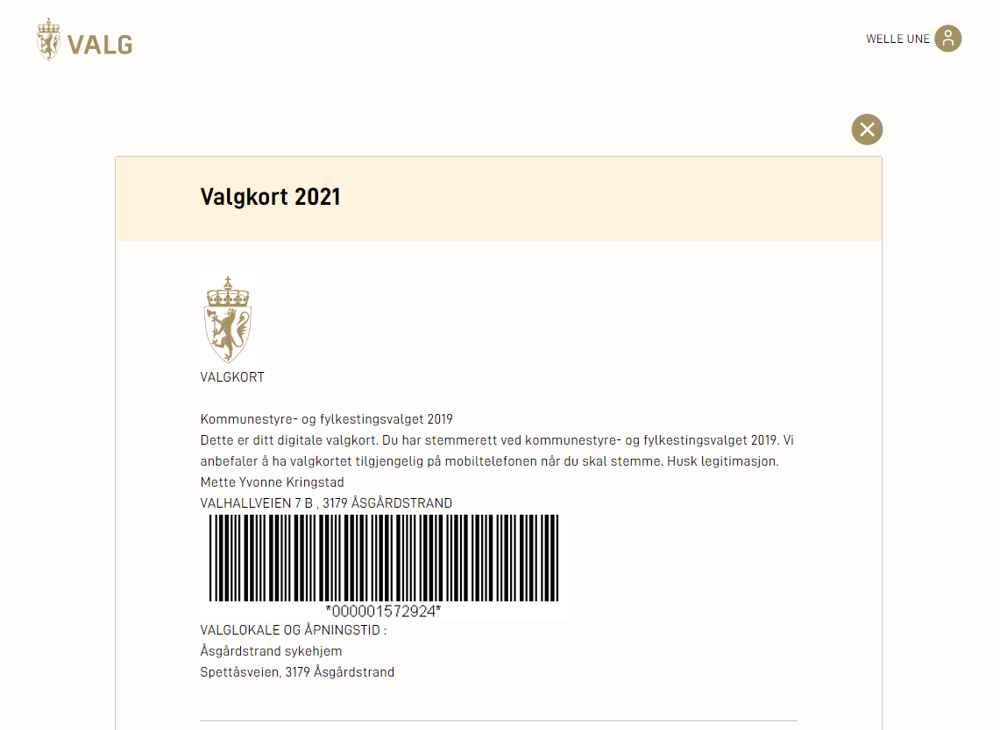 VALG
WELLE UNE
Valgkort 2021
VALGKORT
Kommunestyre- og fylkestingsvalget 2019
Dette er ditt digitale valgkort. Du har stemmerett ved kommunestyre- og fylkestingsvalget 2019. Vi
anbefaler å ha valgkortet tilgjengelig på mobiltelefonen når du skal stemme. Husk legitimasjon.
Mette Yvonne Kringstad
VALHALLVEIEN 7 B , 3179 ÅSGÅRDSTRAND
*000001572924*
VALGLOKALE OG ÅPNINGSTID :
Åsgårdstrand sykehjem
Spettåsveien, 3179 Åsgårdstrand